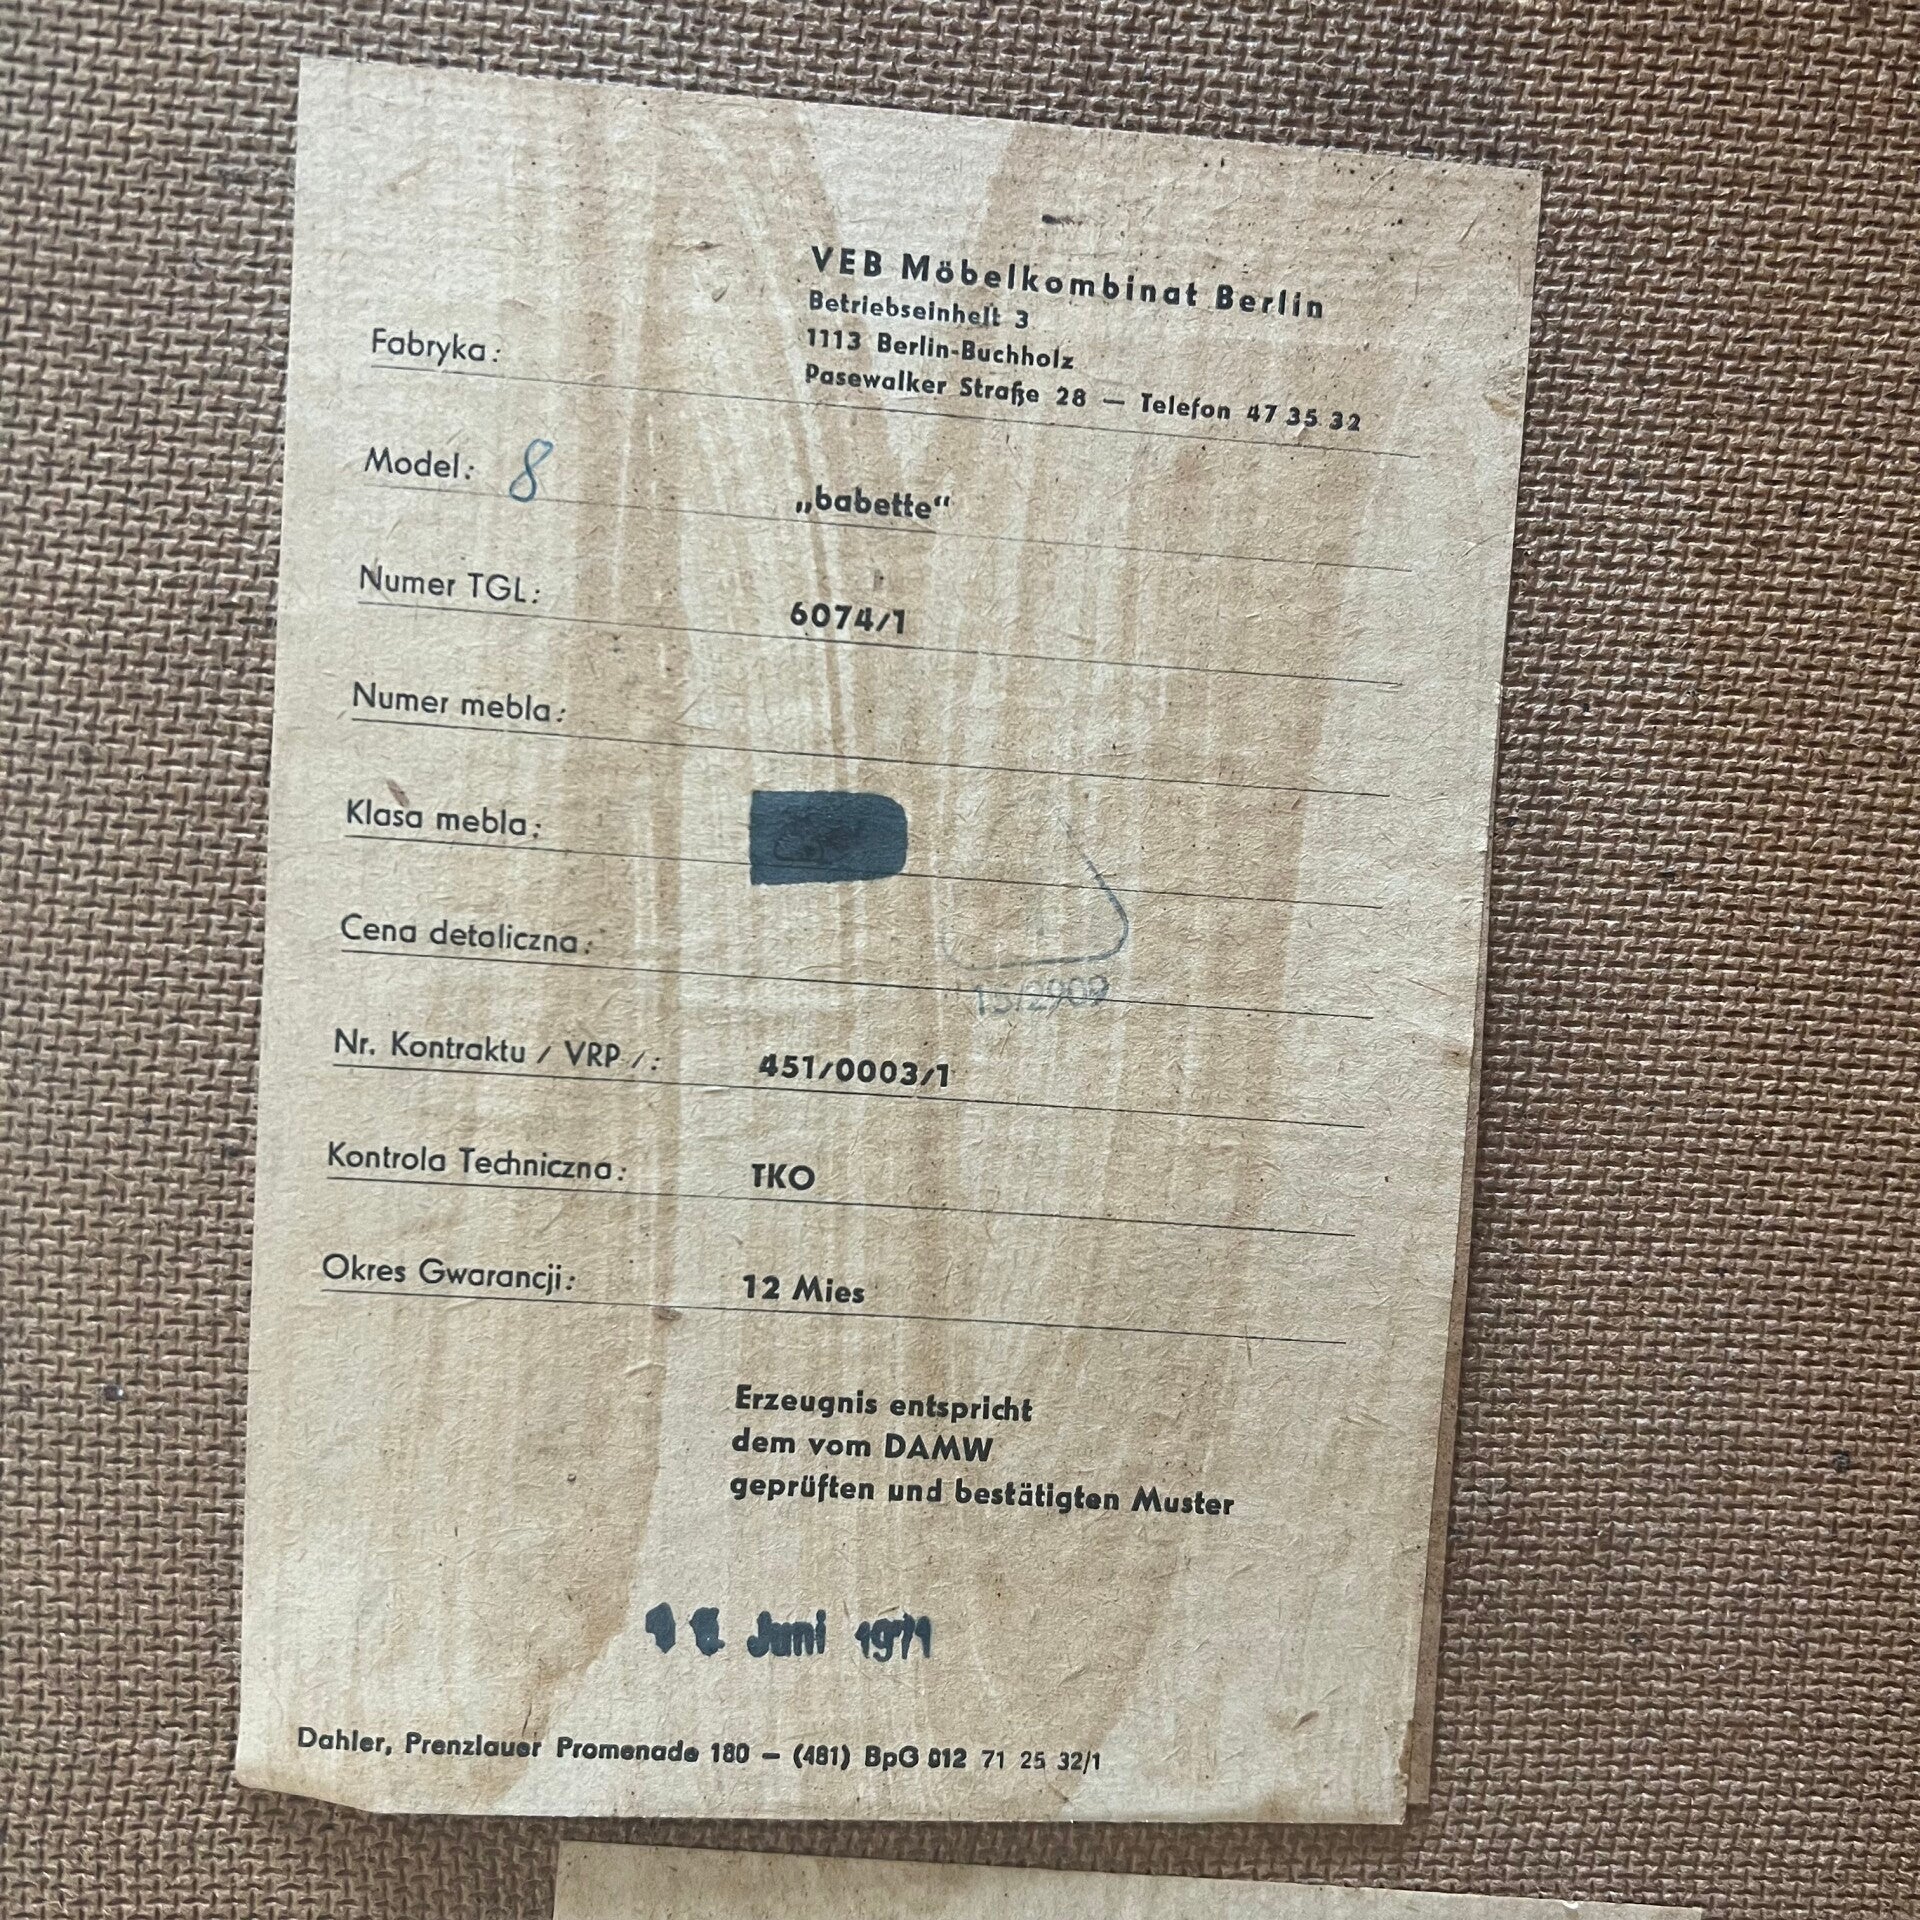 VEB Möbelkombinat Berlin
Betriebseinheit 3
1113 Berlin-Buchholz
Pasewalker Straße 28 — Telefon 47 35 32
Fabryka:
Model: 8 „babette“
Numer TGL: 6074/1
Numer mebla:
Klasa mebla:
Cena detaliczna:
15/2909
Nr. Kontraktu / VRP /: 451/0003/1
Kontrola Techniczna: TKO
Okres Gwarancji: 12 Mies
Erzeugnis entspricht
dem vom DAMW
geprüften und bestätigten Muster
Juni 1971
Dahler, Prenzlauer Promenade 180 — (481) BpG 012 71 25 32/1